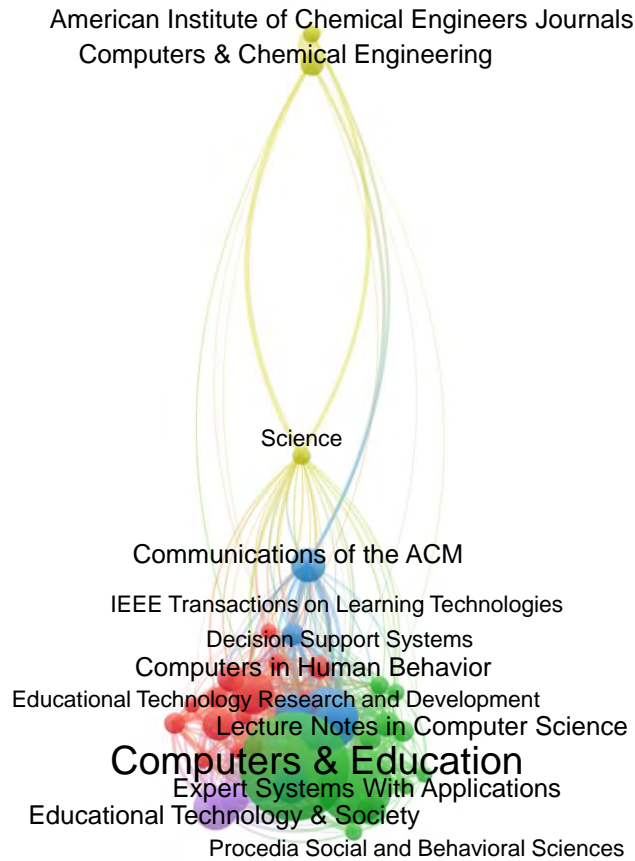 American Institute of Chemical Engineers Journals
Computers & Chemical Engineering
Science
Communications of the ACM
IEEE Transactions on Learning Technologies
Decision Support Systems
Computers in Human Behavior
Educational Technology Research and Development
Lecture Notes in Computer Science
Computers & Education
Expert Systems With Applications
Educational Technology & Society
Procedia Social and Behavioral Sciences